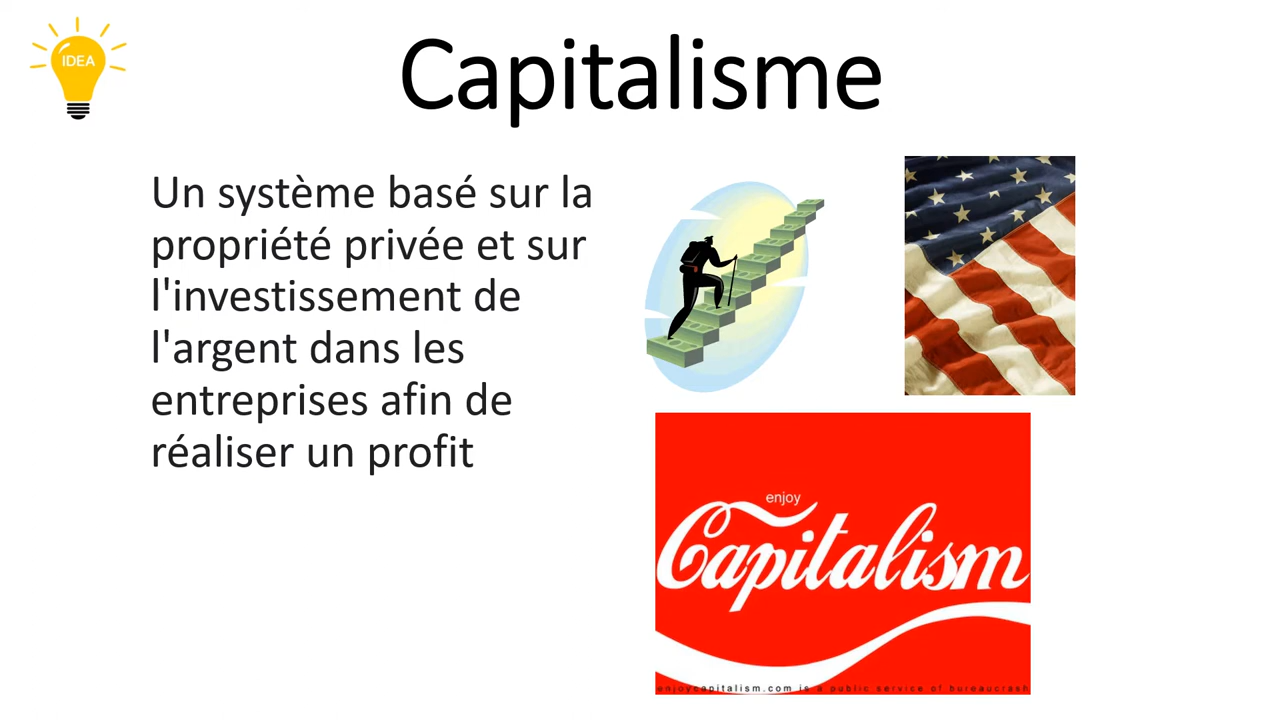 IDEA
Capitalisme
Un système basé sur la
propriété privée et sur
l'investissement de
l'argent dans les
entreprises afin de
réaliser un profit
enjoy
Capitalism
enjoycapitalism.com is a public service of bureaucrash